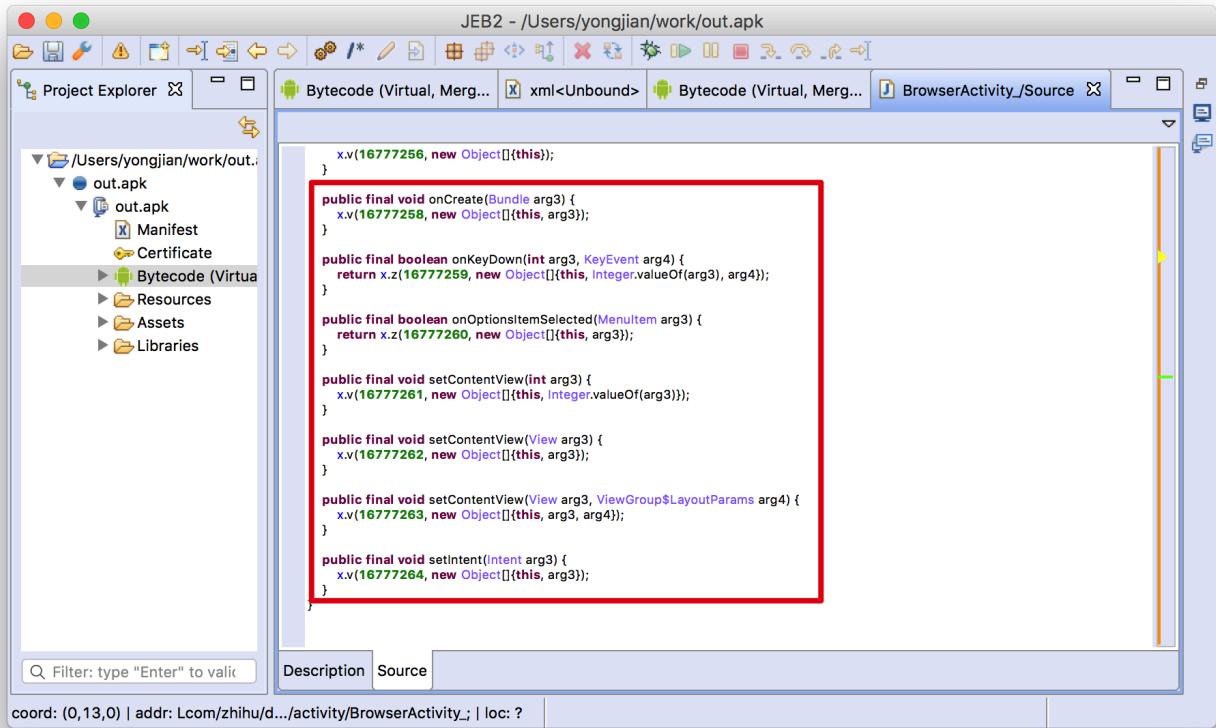 JEB2 - /Users/yongjian/work/out.apk
Project Explorer
Bytecode (Virtual, Merg...
xml<Unbound>
Bytecode (Virtual, Merg...
BrowserActivity_/Source
/Users/yongjian/work/out.
out.apk
out.apk
Manifest
Certificate
Bytecode (Virtua
Resources
Assets
Libraries
x.v(16777256, new Object[]{this});
}
public final void onCreate(Bundle arg3) {
x.v(16777258, new Object[]{this, arg3});
}
public final boolean onKeyDown(int arg3, KeyEvent arg4) {
return x.z(16777259, new Object[]{this, Integer.valueOf(arg3), arg4});
}
public final boolean onOptionsItemSelected(MenuItem arg3) {
return x.z(16777260, new Object[]{this, arg3});
}
public final void setContentView(int arg3) {
x.v(16777261, new Object[]{this, Integer.valueOf(arg3)});
}
public final void setContentView(View arg3) {
x.v(16777262, new Object[]{this, arg3});
}
public final void setContentView(View arg3, ViewGroup$LayoutParams arg4) {
x.v(16777263, new Object[]{this, arg3, arg4});
}
public final void setIntent(Intent arg3) {
x.v(16777264, new Object[]{this, arg3});
}
}
Filter: type "Enter" to valic
Description
Source
coord: (0,13,0) | addr: Lcom/zhihu/d.../activity/BrowserActivity_; | loc: ?